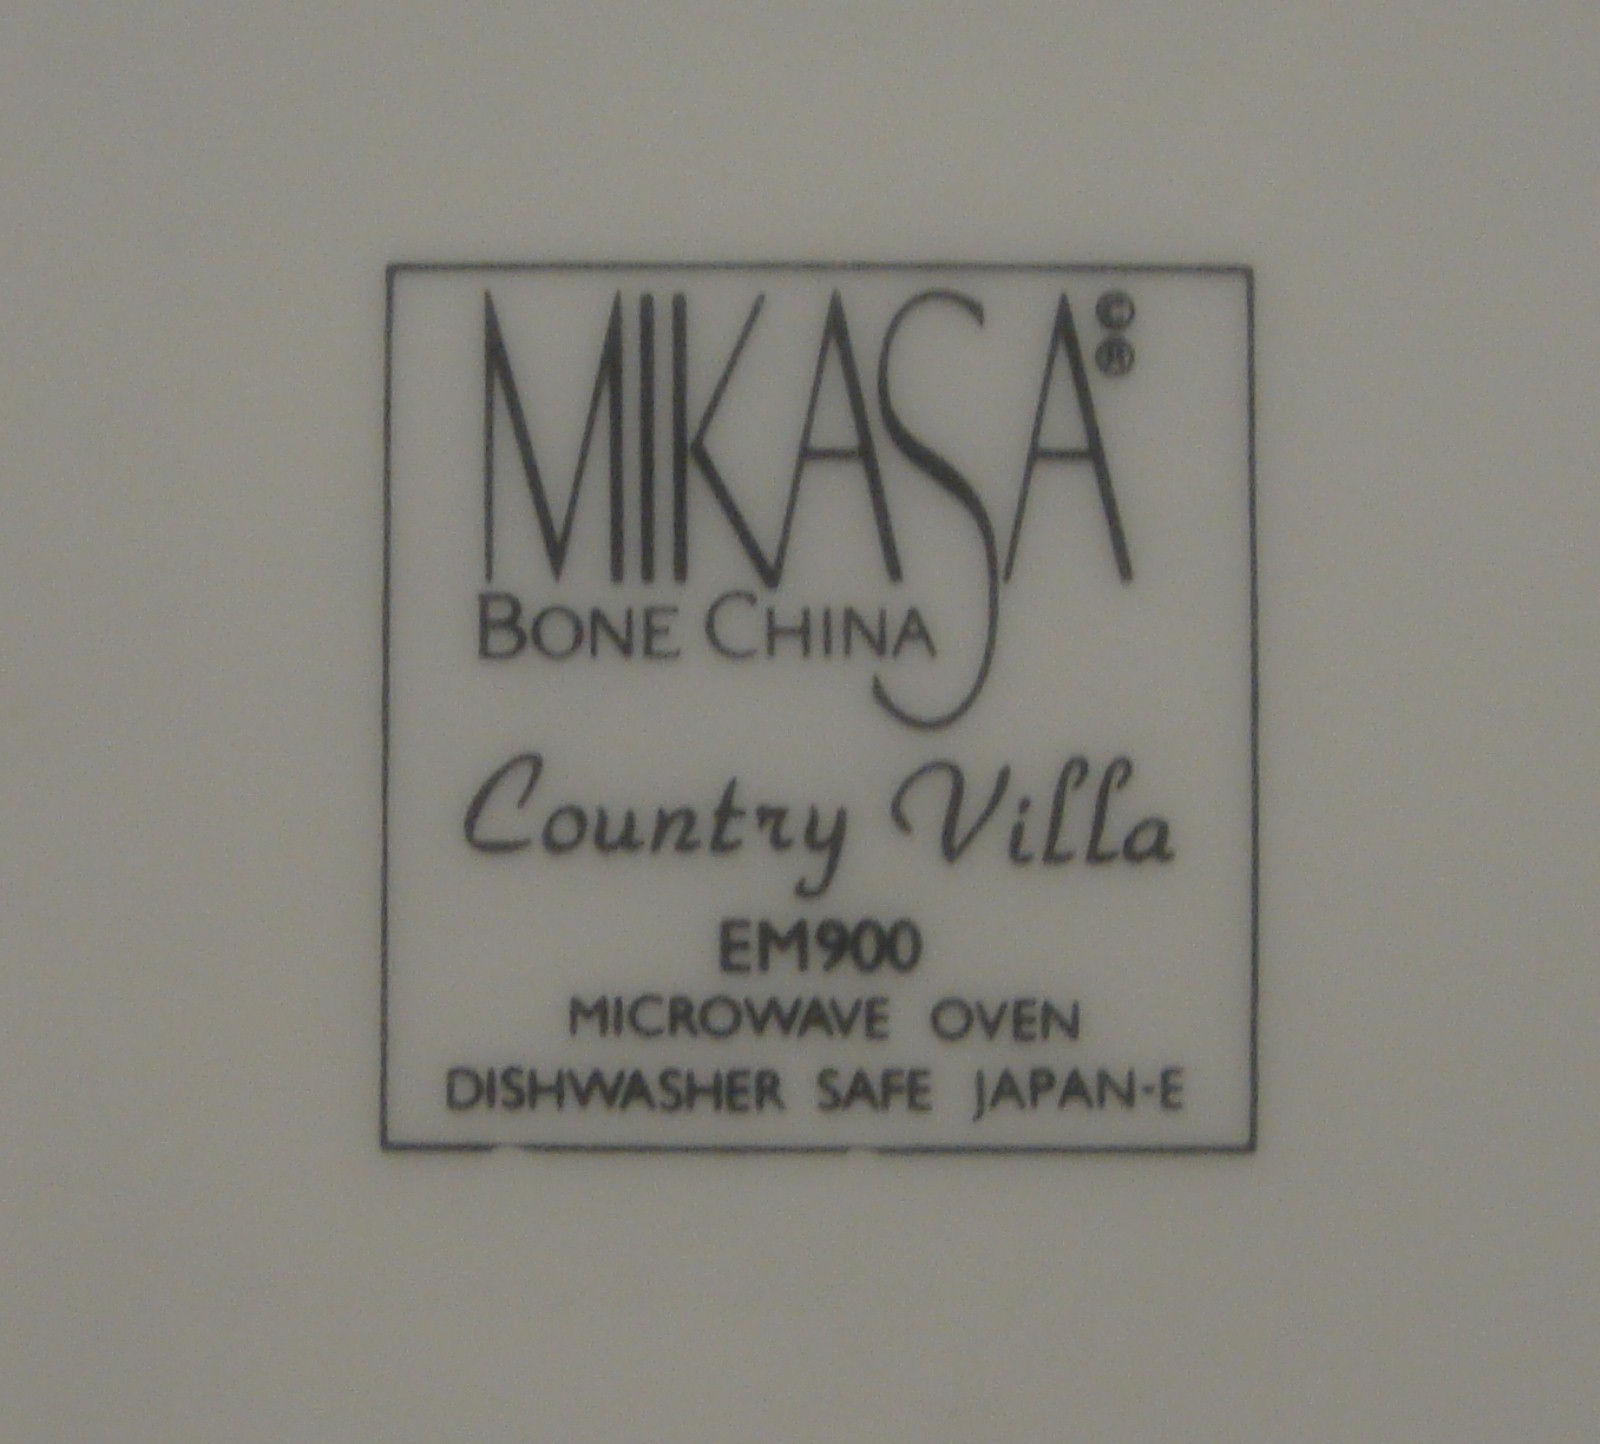 MIKASA©®
BONE CHINA
Country Villa
EM900
MICROWAVE OVEN
DISHWASHER SAFE JAPAN-E